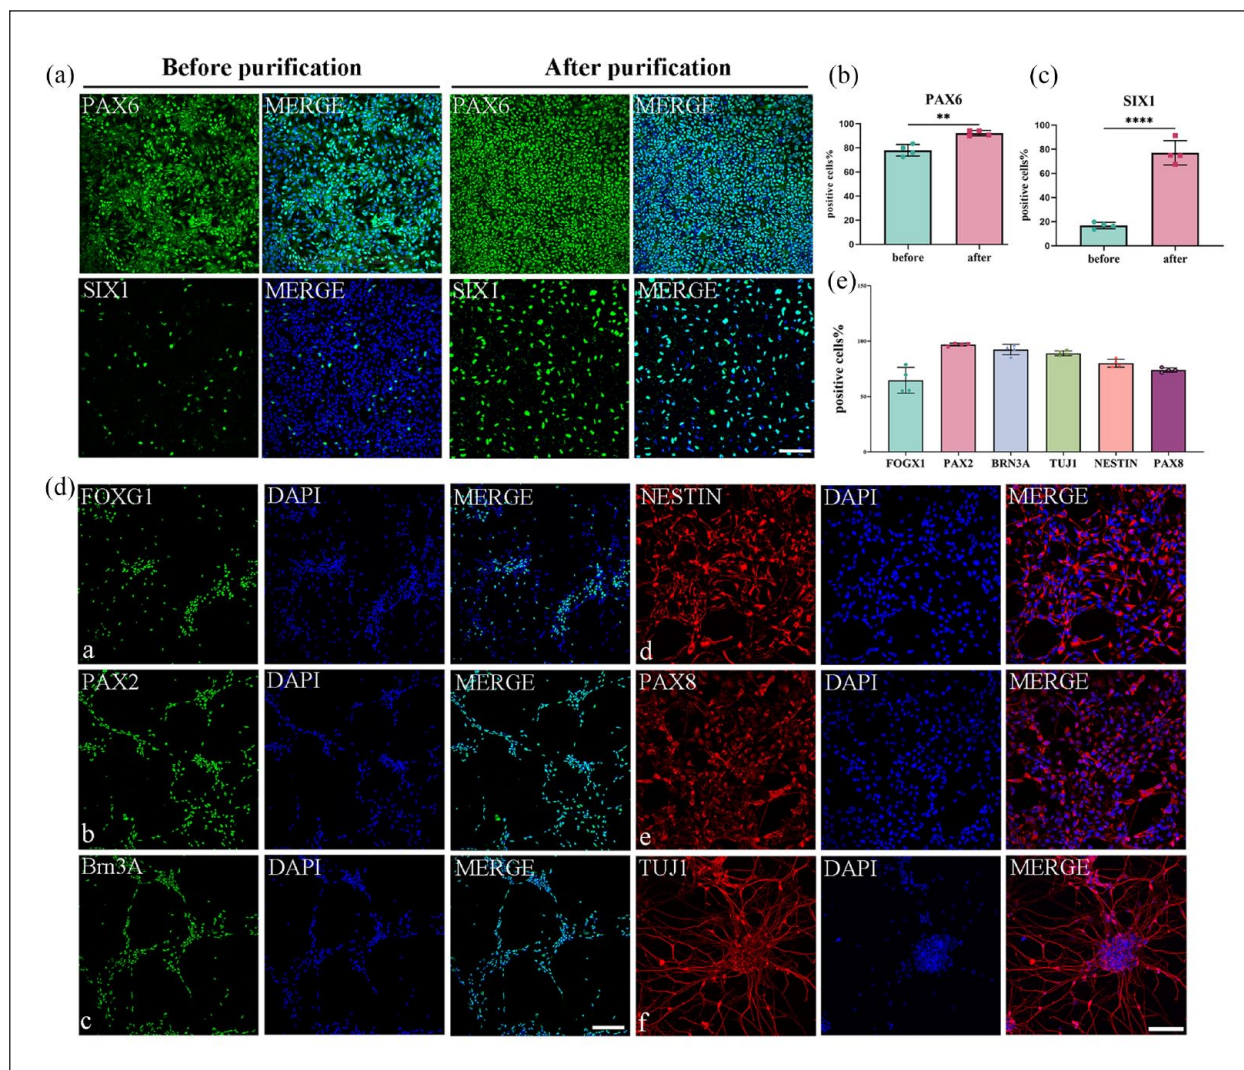 (a)
Before purification
After purification
PAX6
MERGE
PAX6
MERGE
SIX1
MERGE
SIX1
MERGE
(b)
PAX6
**
positive cells%
100
80
60
40
20
0
before
after
(c)
SIX1
****
positive cells%
100
80
60
40
20
0
before
after
(e)
positive cells%
150
100
50
0
FOGX1
PAX2
BRN3A
TUJ1
NESTIN
PAX8
(d)
FOXG1
DAPI
MERGE
NESTIN
DAPI
MERGE
a
d
PAX2
DAPI
MERGE
PAX8
DAPI
MERGE
b
e
Brn3A
DAPI
MERGE
TUJ1
DAPI
MERGE
c
f